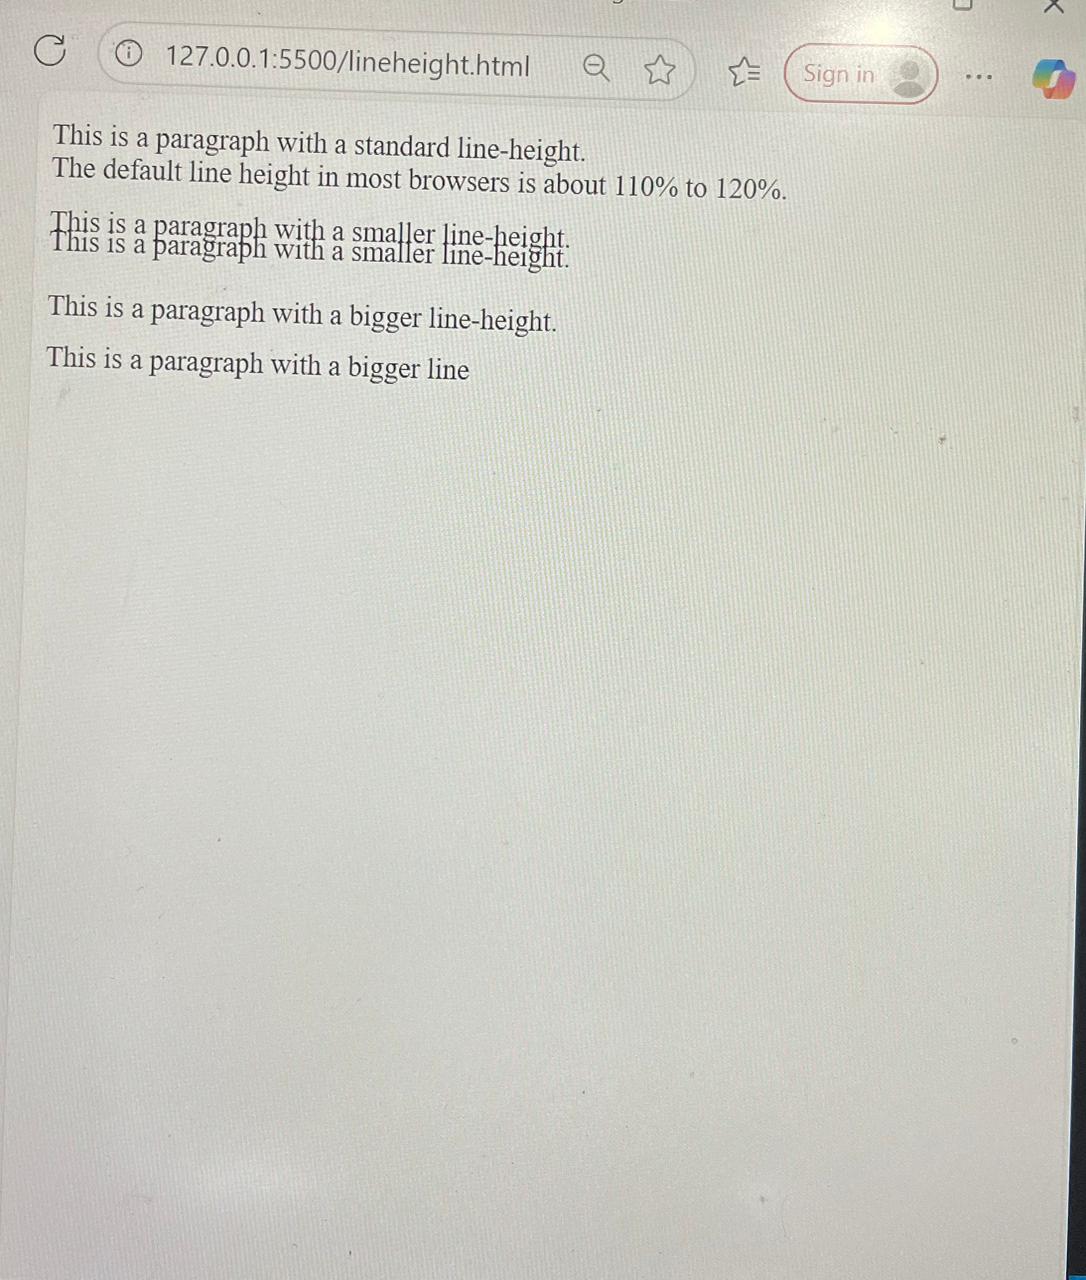 127.0.0.1:5500/lineheight.html
Sign in
This is a paragraph with a standard line-height.
The default line height in most browsers is about 110% to 120%.
This is a paragraph with a smaller line-height.
This is a paragraph with a smaller line-height.
This is a paragraph with a bigger line-height.
This is a paragraph with a bigger line